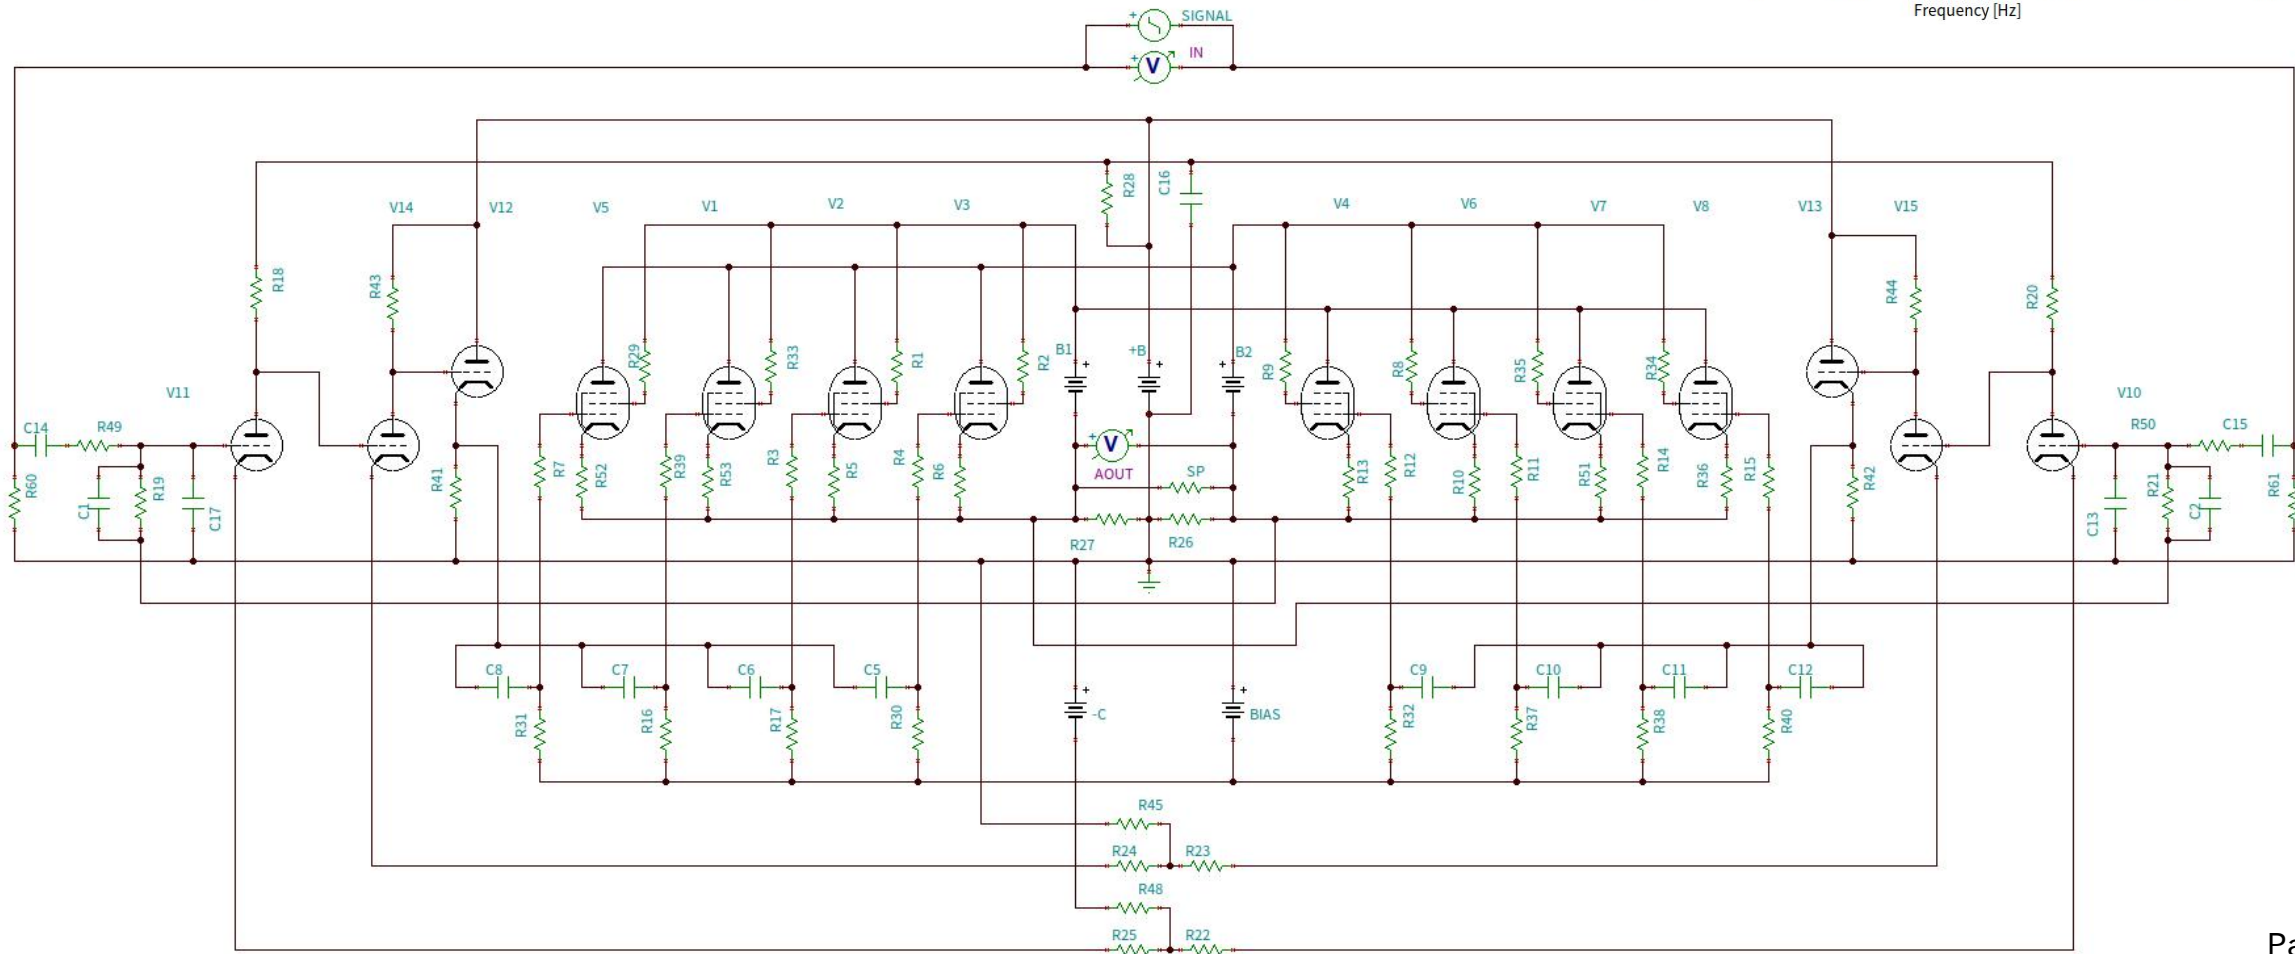 Frequency [Hz]
+ SIGNAL
+ V IN
R28 C16
V14 V12 V5 V1 V2 V3 V4 V6 V7 V8 V13 V15
R18 R43 R44 R20
R29 R33 R1 R2 B1 + +B + + B2 R9 R8 R35 R34
V11 V10
C14 R49 R50 C15
+ V
AOUT
SP
R60 C1 R19 C17 R41 R7 R52 R39 R53 R3 R5 R4 R6 R13 R12 R10 R11 R51 R14 R36 R15 R42 C13 R21 C2 R61
R27 R26
C8 C7 C6 C5 C9 C10 C11 C12
+ -C + BIAS
R31 R16 R17 R30 R32 R37 R38 R40
R45
R24 R23
R48
R25 R22
Pa